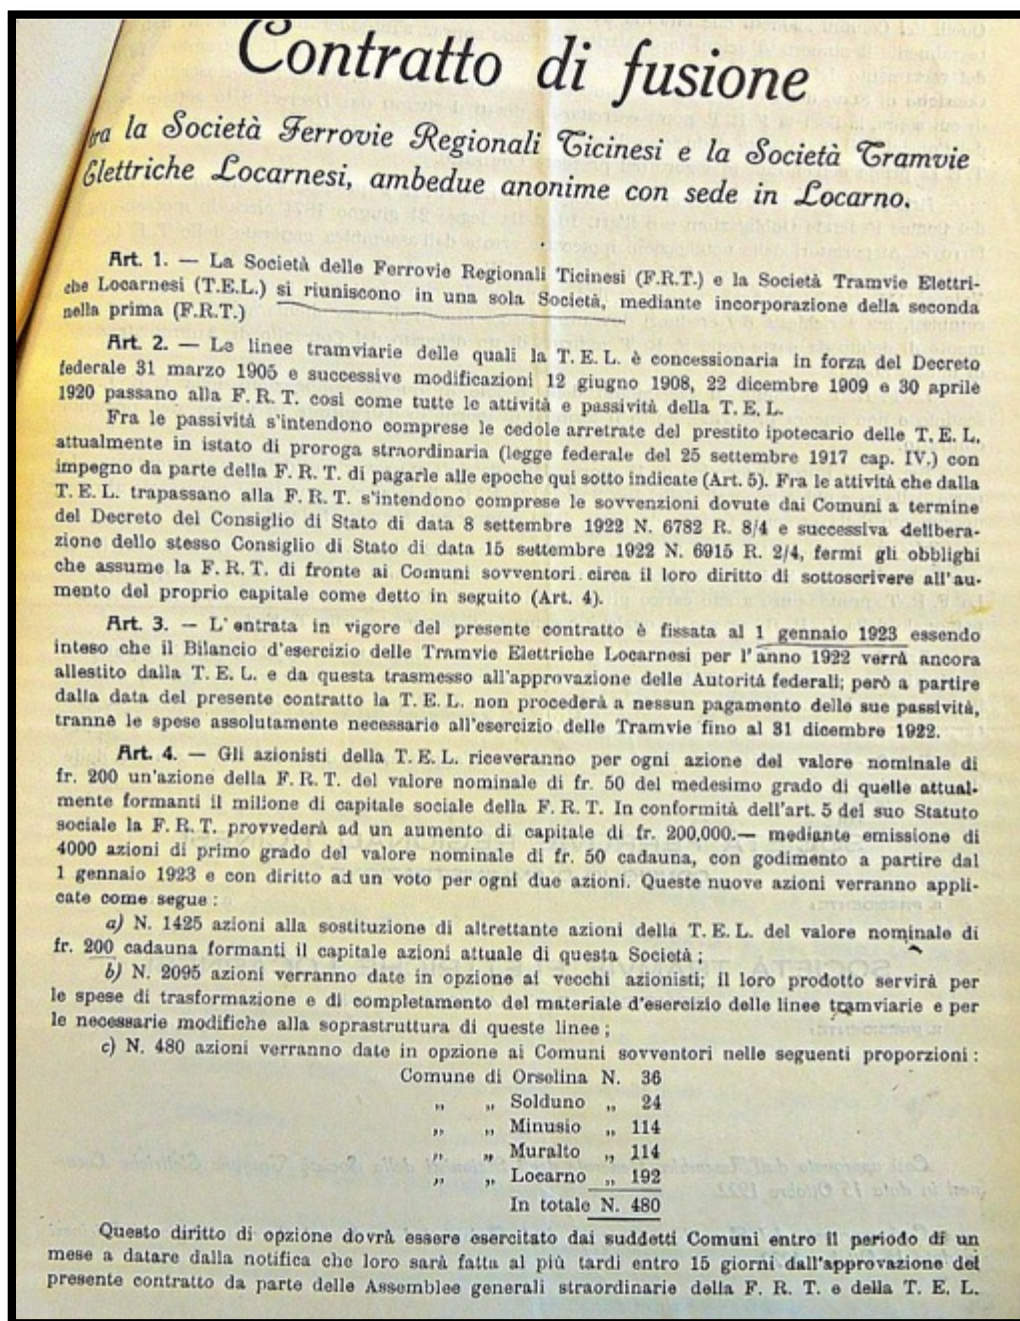 Contratto di fusione
tra la Società Ferrovie Regionali Ticinesi e la Società Tramvie
Elettriche Locarnesi, ambedue anonime con sede in Locarno.
Art. 1. — La Società delle Ferrovie Regionali Ticinesi (F.R.T.) e la Società Tramvie Elettri-
che Locarnesi (T.E.L.) si riuniscono in una sola Società, mediante incorporazione della seconda
nella prima (F.R.T.)
Art. 2. — Le linee tramviarie delle quali la T. E. L. è concessionaria in forza del Decreto
federale 31 marzo 1905 e successive modificazioni 12 giugno 1908, 22 dicembre 1909 e 30 aprile
1920 passano alla F. R. T. così come tutte le attività e passività della T. E. L.
Fra le passività s'intendono comprese le cedole arretrate del prestito ipotecario delle T. E. L.
attualmente in istato di proroga straordinaria (legge federale del 25 settembre 1917 cap. IV.) con
impegno da parte della F. R. T. di pagarle alle epoche qui sotto indicate (Art. 5). Fra le attività che dalla
T. E. L. trapassano alla F. R. T. s'intendono comprese le sovvenzioni dovute dai Comuni a termine
del Decreto del Consiglio di Stato di data 8 settembre 1922 N. 6782 R. 8/4 e successiva delibera-
zione dello stesso Consiglio di Stato di data 15 settembre 1922 N. 6915 R. 2/4, fermi gli obblighi
che assume la F. R. T. di fronte ai Comuni sovventori circa il loro diritto di sottoscrivere all'au-
mento del proprio capitale come detto in seguito (Art. 4).
Art. 3. — L'entrata in vigore del presente contratto è fissata al 1 gennaio 1923 essendo
inteso che il Bilancio d'esercizio delle Tramvie Elettriche Locarnesi per l'anno 1922 verrà ancora
allestito dalla T. E. L. e da questa trasmesso all'approvazione delle Autorità federali; però a partire
dalla data del presente contratto la T. E. L. non procederà a nessun pagamento delle sue passività,
tranne le spese assolutamente necessarie all'esercizio delle Tramvie fino al 31 dicembre 1922.
Art. 4. — Gli azionisti della T. E. L. riceveranno per ogni azione del valore nominale di
fr. 200 un'azione della F. R. T. del valore nominale di fr. 50 del medesimo grado di quelle attual-
mente formanti il milione di capitale sociale della F. R. T. In conformità dell'art. 5 del suo Statuto
sociale la F. R. T. provvederà ad un aumento di capitale di fr. 200,000.— mediante emissione di
4000 azioni di primo grado del valore nominale di fr. 50 cadauna, con godimento a partire dal
1 gennaio 1923 e con diritto ad un voto per ogni due azioni. Queste nuove azioni verranno appli-
cate come segue :
a) N. 1425 azioni alla sostituzione di altrettante azioni della T. E. L. del valore nominale di
fr. 200 cadauna formanti il capitale azioni attuale di questa Società ;
b) N. 2095 azioni verranno date in opzione ai vecchi azionisti; il loro prodotto servirà per
le spese di trasformazione e di completamento del materiale d'esercizio delle linee tramviarie e per
le necessarie modifiche alla soprastruttura di queste linee ;
c) N. 480 azioni verranno date in opzione ai Comuni sovventori nelle seguenti proporzioni :
Comune di Orselina N. 36
„ „ Solduno „ 24
„ „ Minusio „ 114
„ „ Muralto „ 114
„ „ Locarno „ 192
In totale N. 480
Questo diritto di opzione dovrà essere esercitato dai suddetti Comuni entro il periodo di un
mese a datare dalla notifica che loro sarà fatta al più tardi entro 15 giorni dall'approvazione del
presente contratto da parte delle Assemblee generali straordinarie della F. R. T. e della T. E. L.